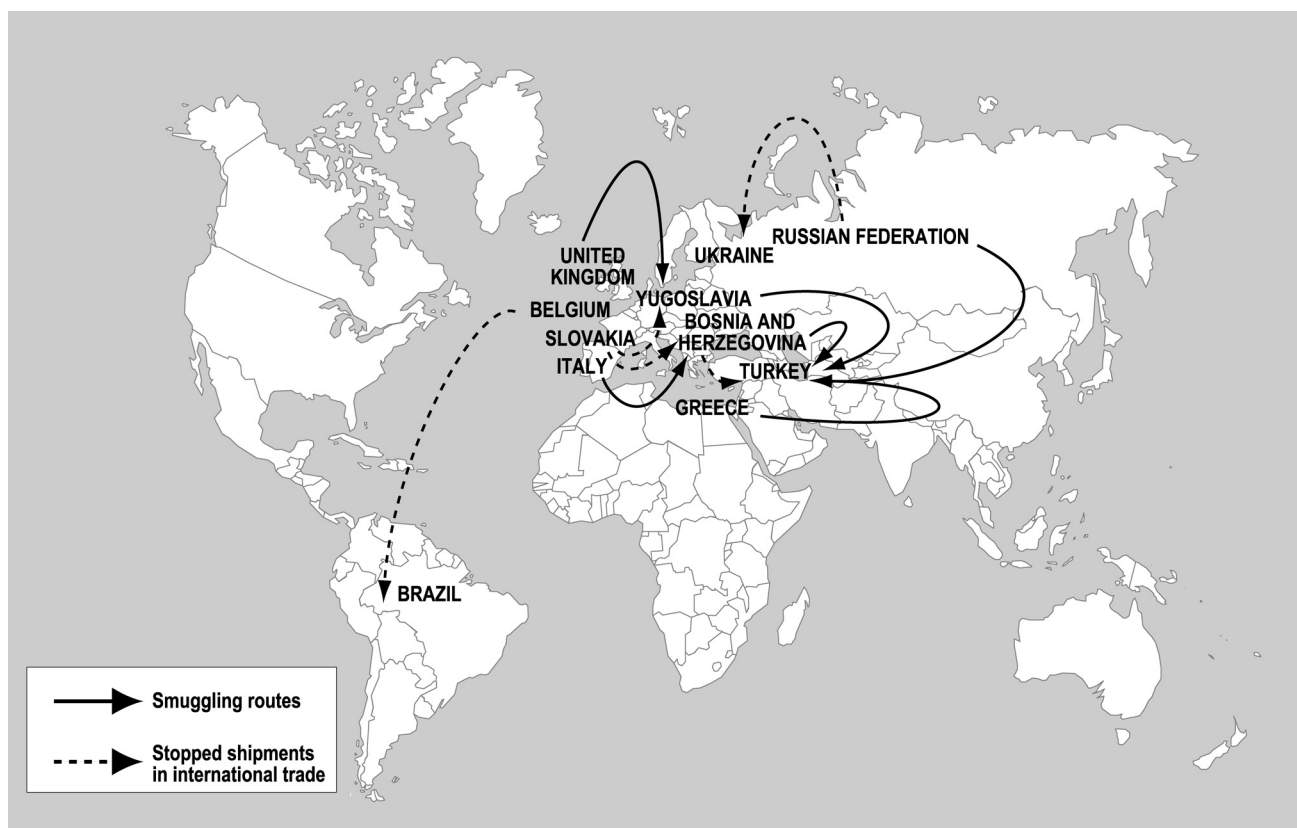 RUSSIAN FEDERATION
UNITED
KINGDOM
UKRAINE
YUGOSLAVIA
BELGIUM
BOSNIA AND
HERZEGOVINA
SLOVAKIA
ITALY
TURKEY
GREECE
BRAZIL
Smuggling routes
Stopped shipments
in international trade